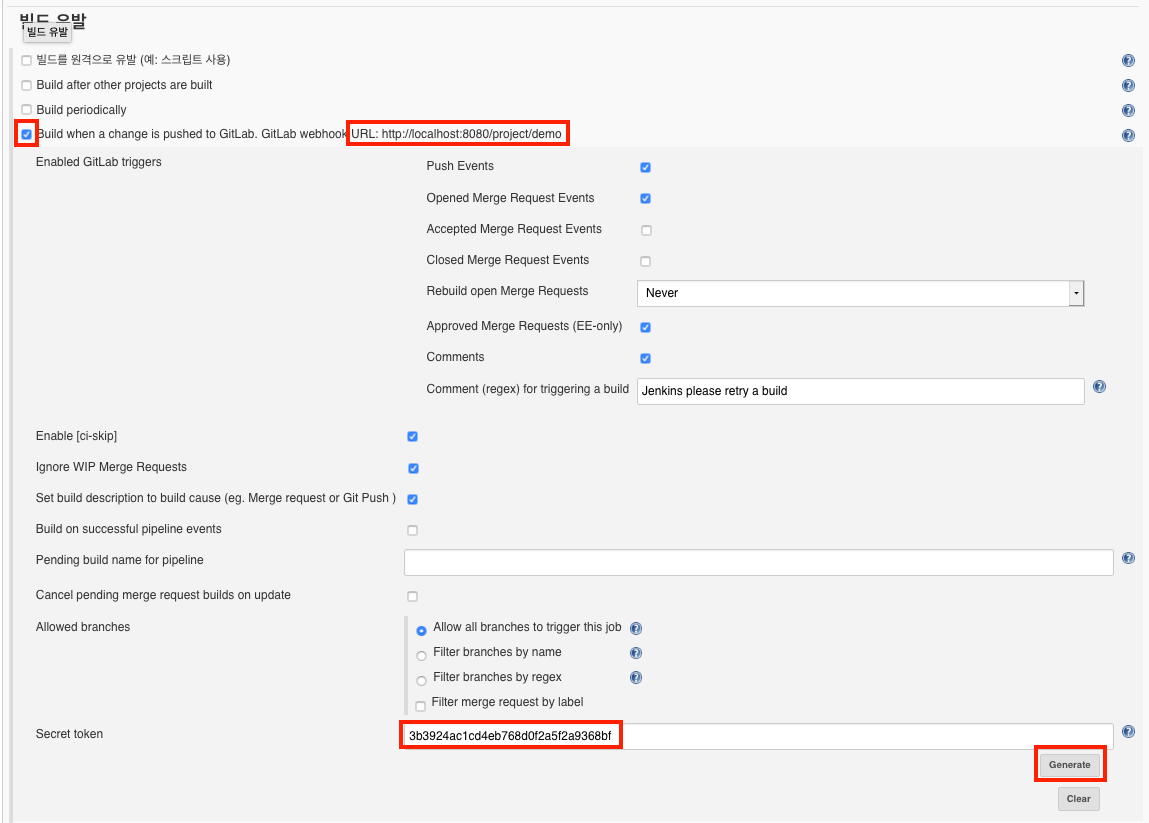 빌드 유발
빌드 유발
빌드를 원격으로 유발 (예: 스크립트 사용)
Build after other projects are built
Build periodically
Build when a change is pushed to GitLab. GitLab webhook URL: http://localhost:8080/project/demo
Enabled GitLab triggers
Push Events
Opened Merge Request Events
Accepted Merge Request Events
Closed Merge Request Events
Rebuild open Merge Requests Never
Approved Merge Requests (EE-only)
Comments
Comment (regex) for triggering a build Jenkins please retry a build
Enable [ci-skip]
Ignore WIP Merge Requests
Set build description to build cause (eg. Merge request or Git Push )
Build on successful pipeline events
Pending build name for pipeline
Cancel pending merge request builds on update
Allowed branches
Allow all branches to trigger this job
Filter branches by name
Filter branches by regex
Filter merge request by label
Secret token 3b3924ac1cd4eb768d0f2a5f2a9368bf
Generate
Clear